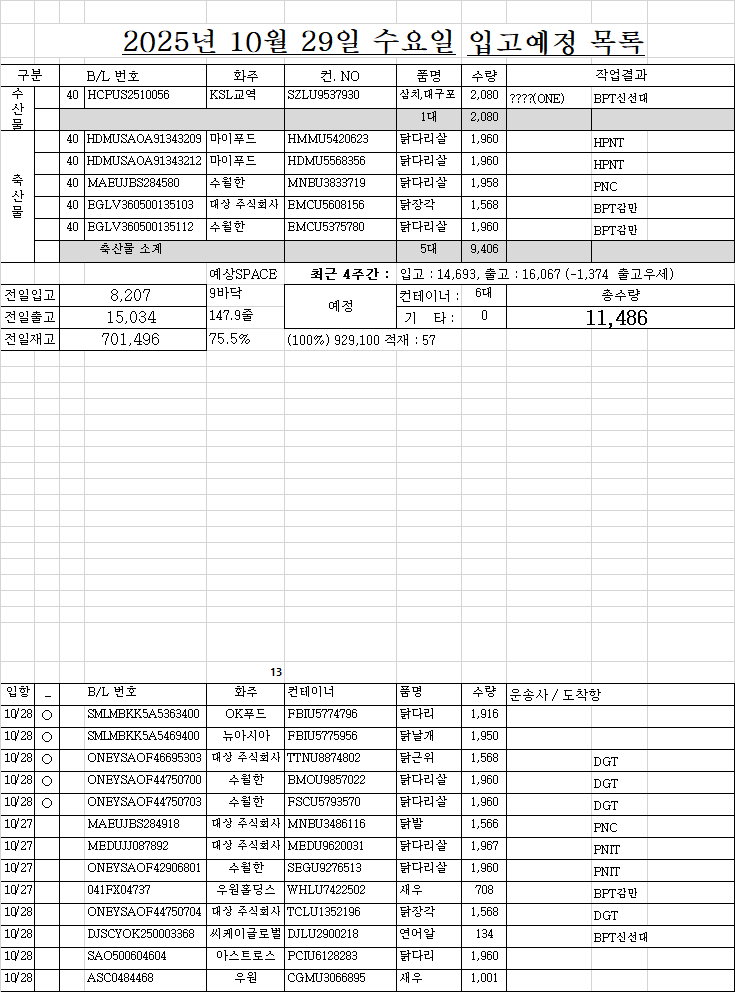 2025년 10월 29일 수요일 입고예정 목록
구분 B/L 번호 화주 컨. NO 품명 수량 작업결과
수산물 40 HCPUS2510056 KSL교역 SZLU9537930 삼치,대구포 2,080 ????(ONE) BPT신선대
1대 2,080
축산물 40 HDMUSAOA91343209 마이푸드 HMMU5420623 닭다리살 1,960 HPNT
40 HDMUSAOA91343212 마이푸드 HDMU5568356 닭다리살 1,960 HPNT
40 MAEUJBS284580 수월한 MNBU3833719 닭다리살 1,958 PNC
40 EGLV360500135103 대상 주식회사 EMCU5608156 닭장각 1,568 BPT감만
40 EGLV360500135112 수월한 EMCU5375780 닭다리살 1,960 BPT감만
축산물 소계 5대 9,406
예상SPACE 최근 4주간 : 입고 : 14,693, 출고 : 16,067 (-1,374 출고우세)
전일입고 8,207 9바닥 예정 컨테이너 : 6대 총수량
전일출고 15,034 147.9줄 기 타 : 0 11,486
전일재고 701,496 75.5% (100%) 929,100 적재 : 57
13
입항 _ B/L 번호 화주 컨테이너 품명 수량 운송사 / 도착항
10/28 ○ SMLMBKK5A5363400 OK푸드 FBIU5774796 닭다리 1,916
10/28 ○ SMLMBKK5A5469400 뉴아시아 FBIU5775956 닭날개 1,950
10/28 ○ ONEYSAOF46695303 대상 주식회사 TTNU8874802 닭근위 1,568 DGT
10/28 ○ ONEYSAOF44750700 수월한 BMOU9857022 닭다리살 1,960 DGT
10/28 ○ ONEYSAOF44750703 수월한 FSCU5793570 닭다리살 1,960 DGT
10/27 MAEUJBS284918 대상 주식회사 MNBU3486116 닭발 1,566 PNC
10/27 MEDUJJ087892 대상 주식회사 MEDU9620031 닭다리살 1,967 PNIT
10/27 ONEYSAOF42906801 수월한 SEGU9276513 닭다리살 1,960 PNIT
10/27 041FX04737 우원홀딩스 WHLU7422502 새우 708 BPT감만
10/28 ONEYSAOF44750704 대상 주식회사 TCLU1352196 닭장각 1,568 DGT
10/28 DJSCYOK250003368 씨케이글로벌 DJLU2900218 연어알 134 BPT신선대
10/28 SAO500604604 아스트로스 PCIU6128283 닭다리 1,960
10/28 ASC0484468 우원 CGMU3066895 새우 1,001